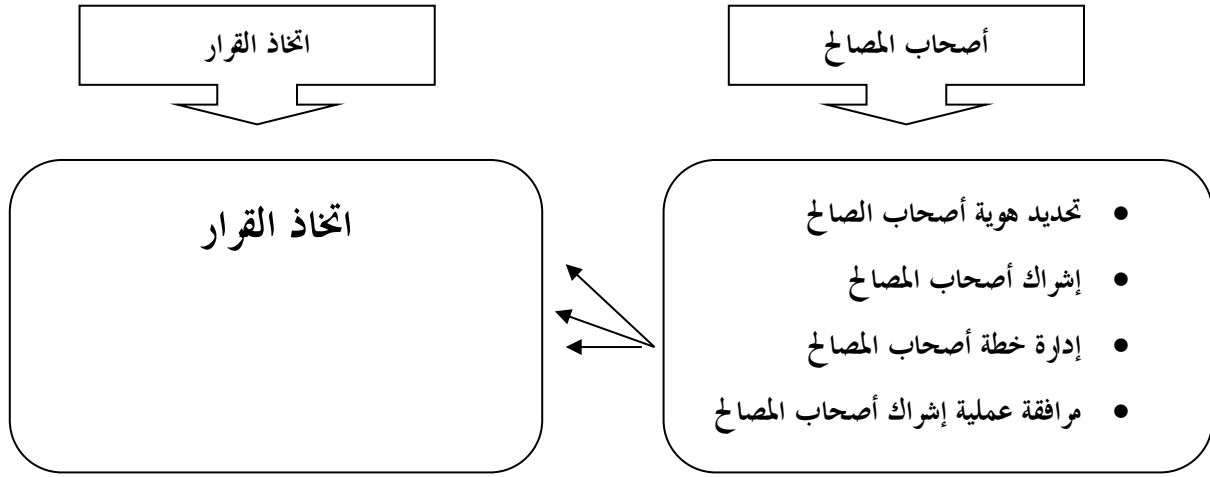 أصحاب المصالح
اتخاذ القرار
• تحديد هوية أصحاب الصالح
• إشراك أصحاب المصالح
• إدارة خطة أصحاب المصالح
• مرافقة عملية إشراك أصحاب المصالح
اتخاذ القرار